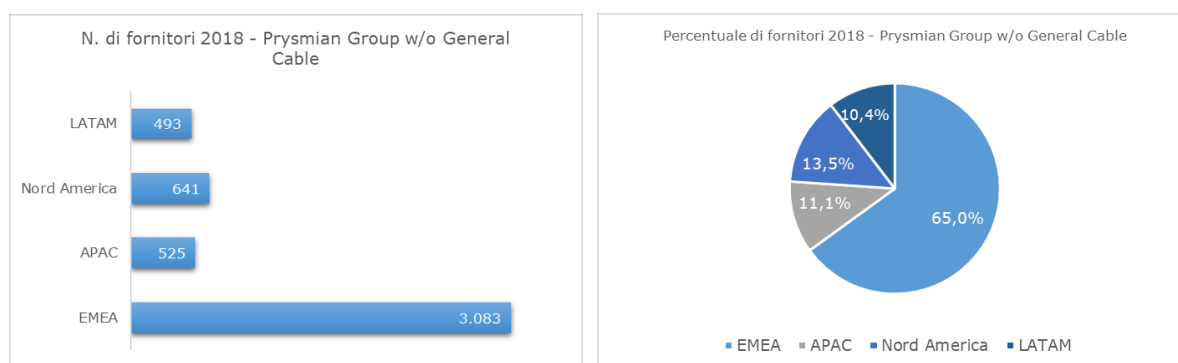 N. di fornitori 2018 - Prysmian Group w/o General
Cable
LATAM
493
Nord America
641
APAC
525
EMEA
3.083
Percentuale di fornitori 2018 - Prysmian Group w/o General Cable
10,4%
13,5%
11,1%
65,0%
EMEA APAC Nord America LATAM